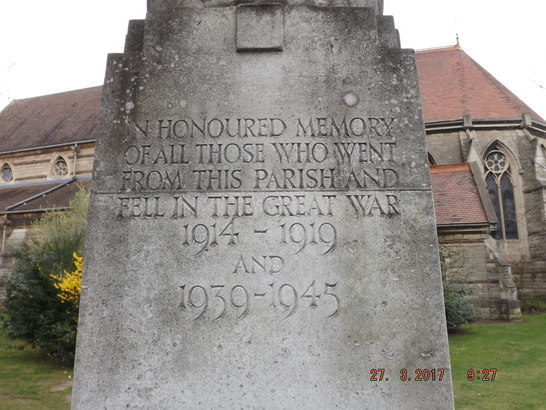 IN HONOURED MEMORY
OF ALL THOSE WHO WENT
FROM THIS PARISH AND
FELL IN THE GREAT WAR
1914 - 1919
AND
1939-1945
27. 3.2017 9:27